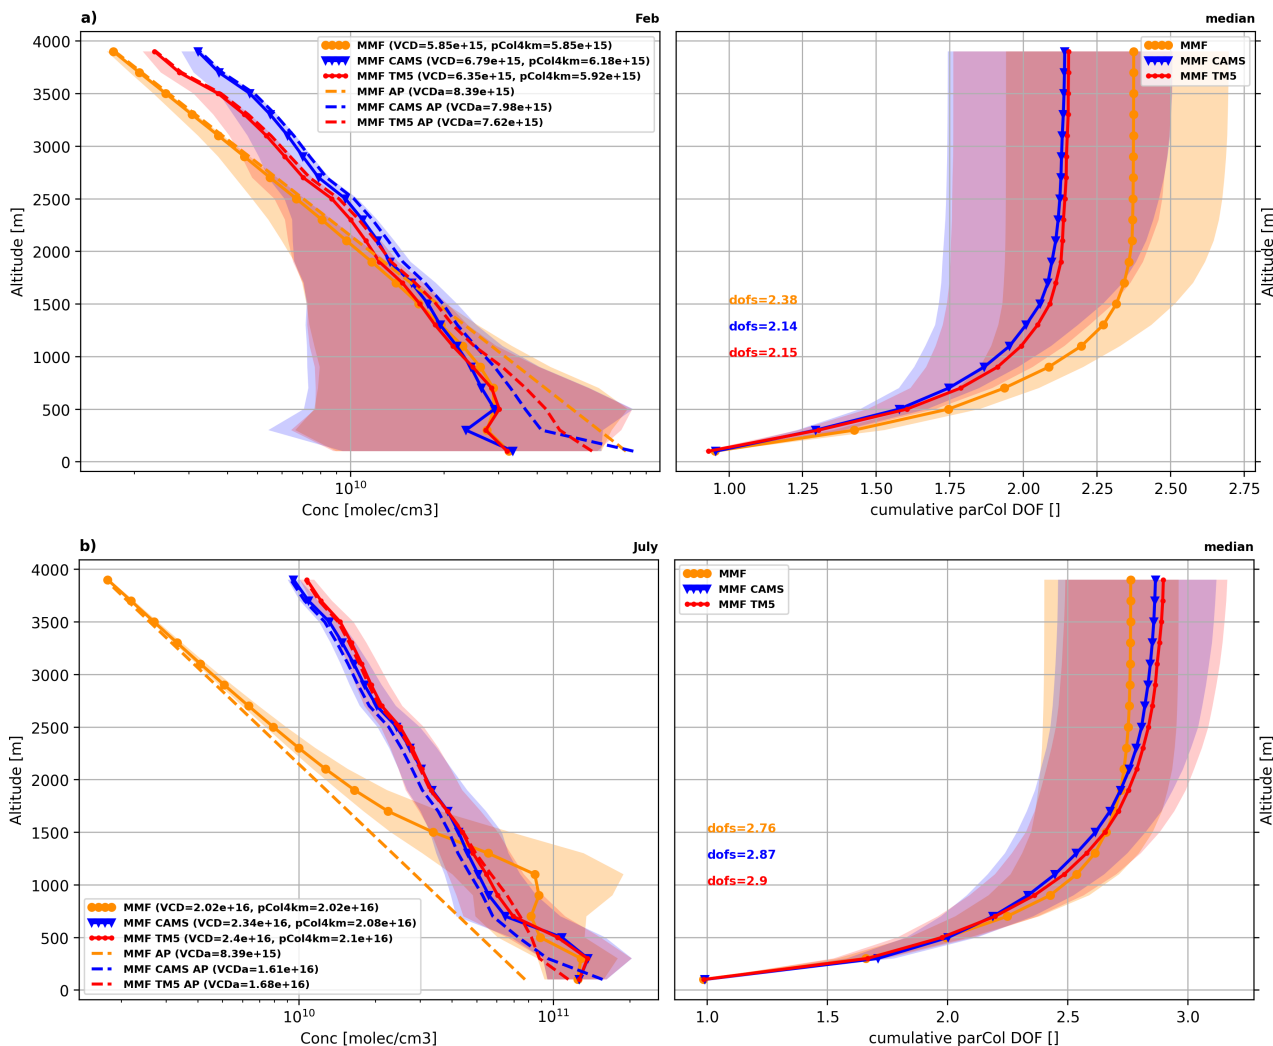 a)
Feb
median
MMF (VCD=5.85e+15, pCol4km=5.85e+15)
MMF CAMS (VCD=6.79e+15, pCol4km=6.18e+15)
MMF TM5 (VCD=6.35e+15, pCol4km=5.92e+15)
MMF AP (VCDa=8.39e+15)
MMF CAMS AP (VCDa=7.98e+15)
MMF TM5 AP (VCDa=7.62e+15)
4000
3500
3000
2500
2000
1500
1000
500
0
Altitude [m]
10¹⁰
Conc [molec/cm3]
MMF
MMF CAMS
MMF TM5
dofs=2.38
dofs=2.14
dofs=2.15
Altitude [m]
1.00 1.25 1.50 1.75 2.00 2.25 2.50 2.75
cumulative parCol DOF []
b)
July
median
4000
3500
3000
2500
2000
1500
1000
500
0
Altitude [m]
MMF (VCD=2.02e+16, pCol4km=2.02e+16)
MMF CAMS (VCD=2.34e+16, pCol4km=2.08e+16)
MMF TM5 (VCD=2.4e+16, pCol4km=2.1e+16)
MMF AP (VCDa=8.39e+15)
MMF CAMS AP (VCDa=1.61e+16)
MMF TM5 AP (VCDa=1.68e+16)
10¹⁰ 10¹¹
Conc [molec/cm3]
MMF
MMF CAMS
MMF TM5
dofs=2.76
dofs=2.87
dofs=2.9
Altitude [m]
1.0 1.5 2.0 2.5 3.0
cumulative parCol DOF []